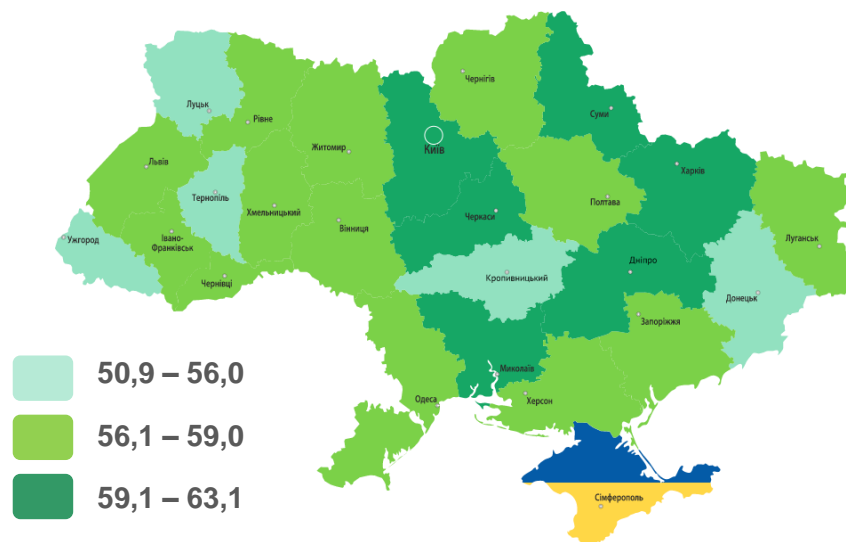 Чернігів
Луцьк
Рівне
Суми
Житомир
Київ
Львів
Харків
Тернопіль
Хмельницький
Черкаси
Полтава
Вінниця
Ужгород
Івано-
Франківськ
Луганськ
Чернівці
Кропивницький
Дніпро
Донецьк
Запоріжжя
Миколаїв
Одеса
Херсон
Сімферополь
50,9 – 56,0
56,1 – 59,0
59,1 – 63,1